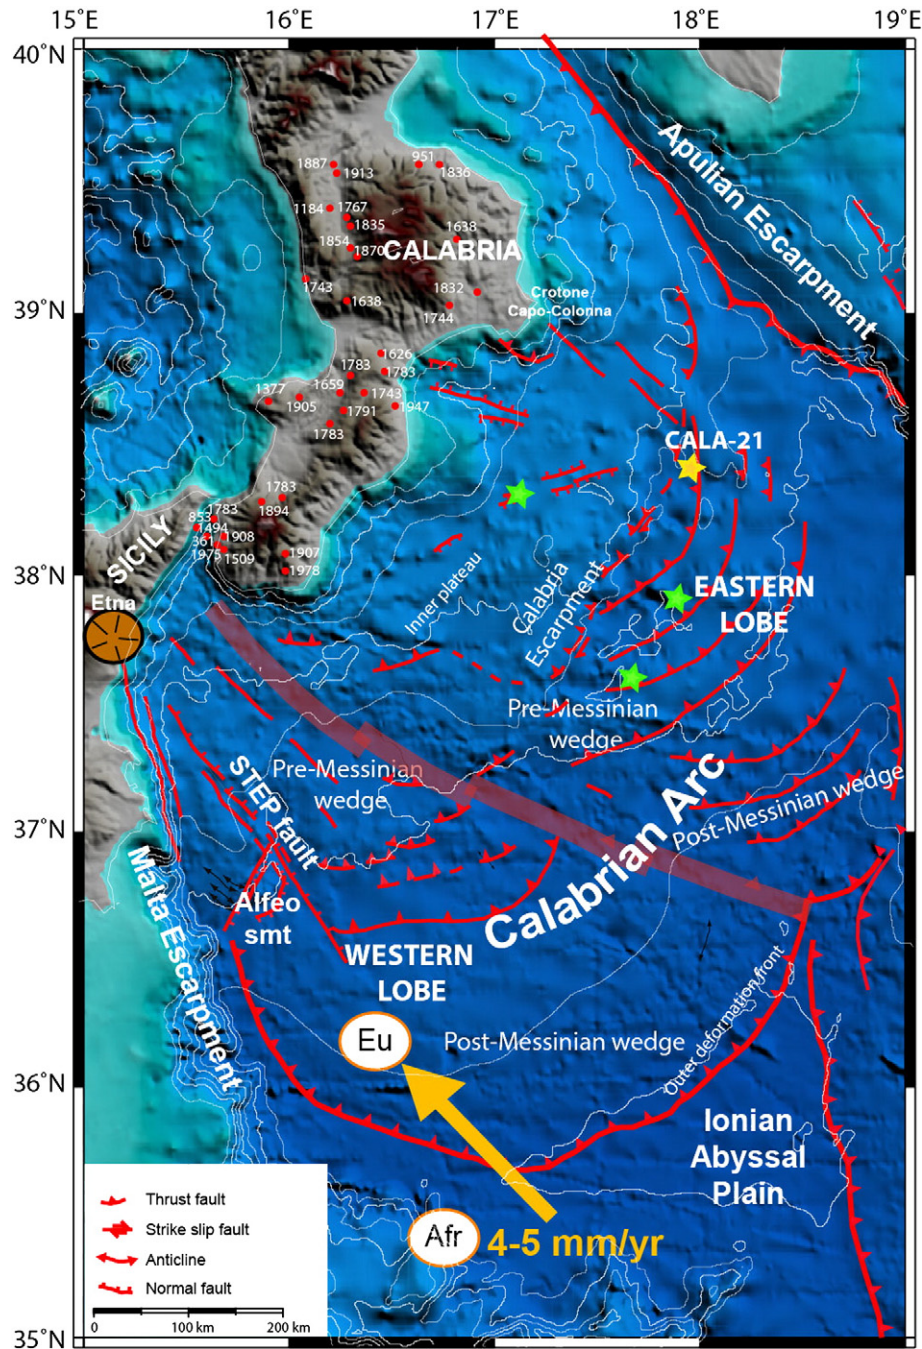 15°E
16°E
17°E
18°E
19°E
40°N
39°N
38°N
37°N
36°N
35°N
Apulian Escarpment
1887
1913
951
1836
1184
1767
1835
1854
1870
1638
CALABRIA
1743
1638
1832
1744
Crotone
Capo-Colonna
1626
1783
1783
1377
1659
1743
1905
1791
1947
1783
CALA-21
1783
1894
1783
853
1494
361
1908
1975
1509
1907
1978
SICILY
Etna
Inner plateau
Calabria
Escarpment
EASTERN
LOBE
Pre-Messinian
wedge
Pre-Messinian
wedge
STEP fault
Calabrian Arc
Post-Messinian wedge
Malta Escarpment
Alfeo
smt
WESTERN
LOBE
Eu
Post-Messinian wedge
Outer deformation front
Ionian
Abyssal
Plain
Afr
4-5 mm/yr
Thrust fault
Strike slip fault
Anticline
Normal fault
0
100 km
200 km